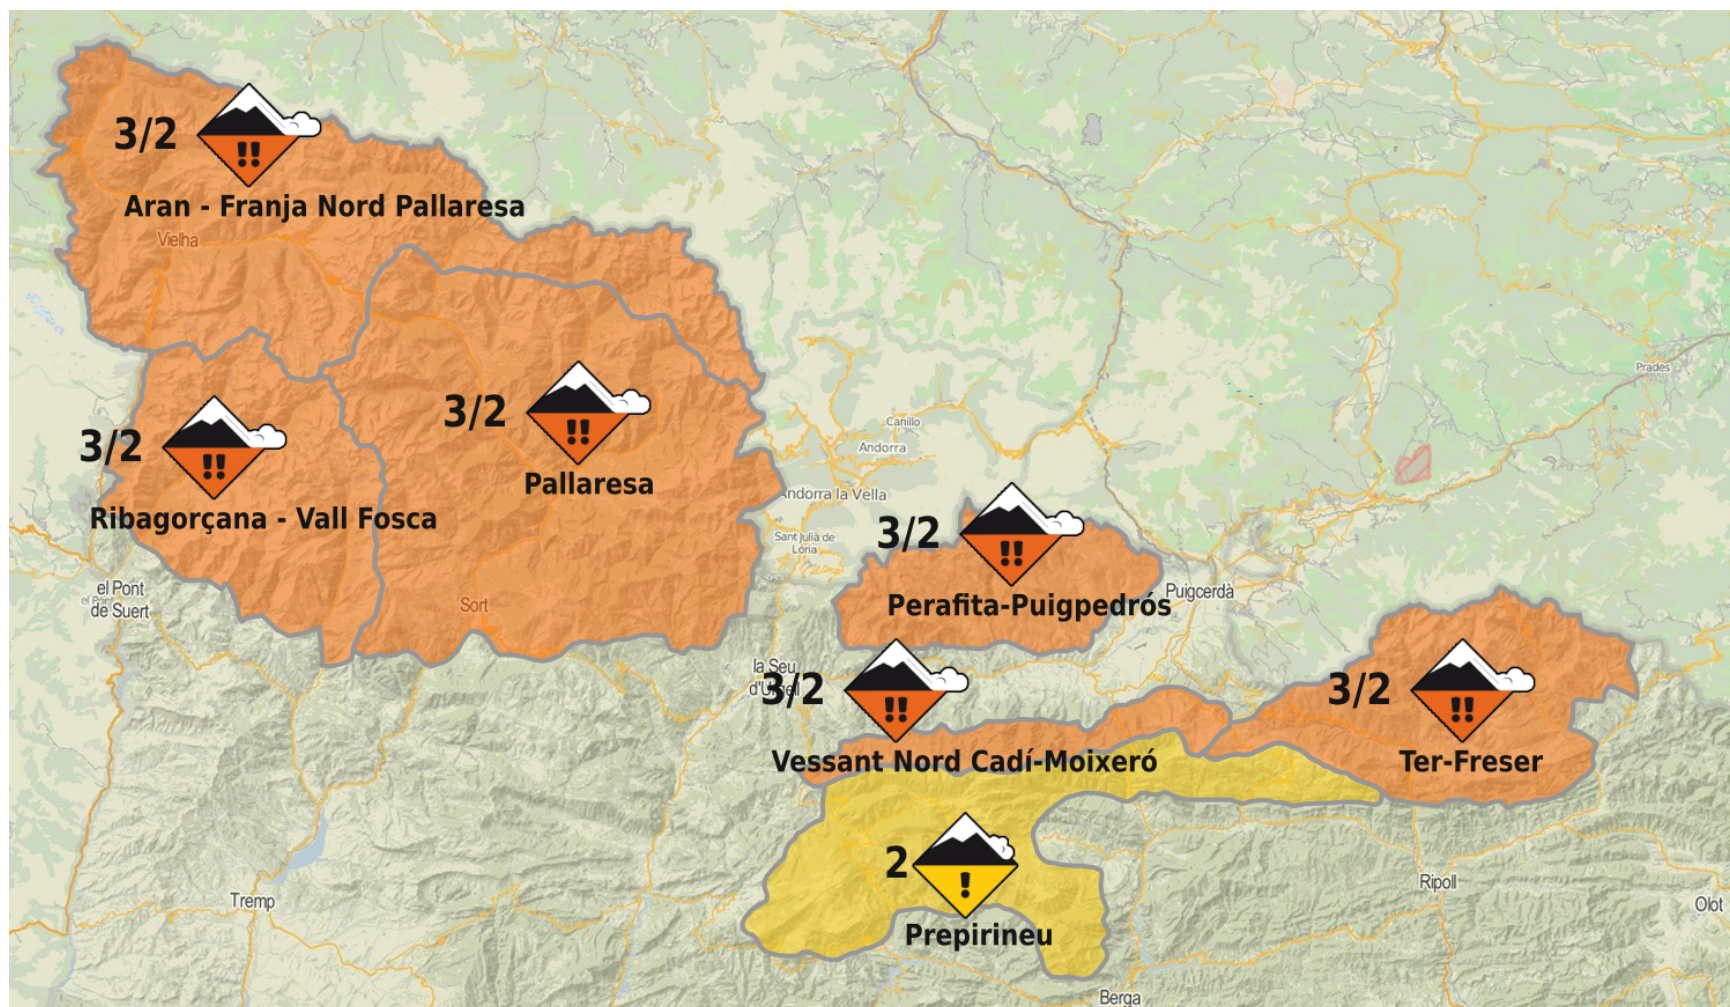 3/2
!!
Aran - Franja Nord Pallaresa
Vielha
Prades
3/2
!!
Pallaresa
3/2
!!
Ribagorçana - Vall Fosca
Canillo
Andorra
Andorra la Vella
Sant Julià de
Lòria
3/2
!!
Perafita-Puigpedrós
Puigcerdà
el Pont
de Suert
Sort
la Seu
d'Urgell
3/2
!!
Vessant Nord Cadí-Moixeró
3/2
!!
Ter-Freser
2
!
Prepirineu
Tremp
Ripoll
Olot
Berga